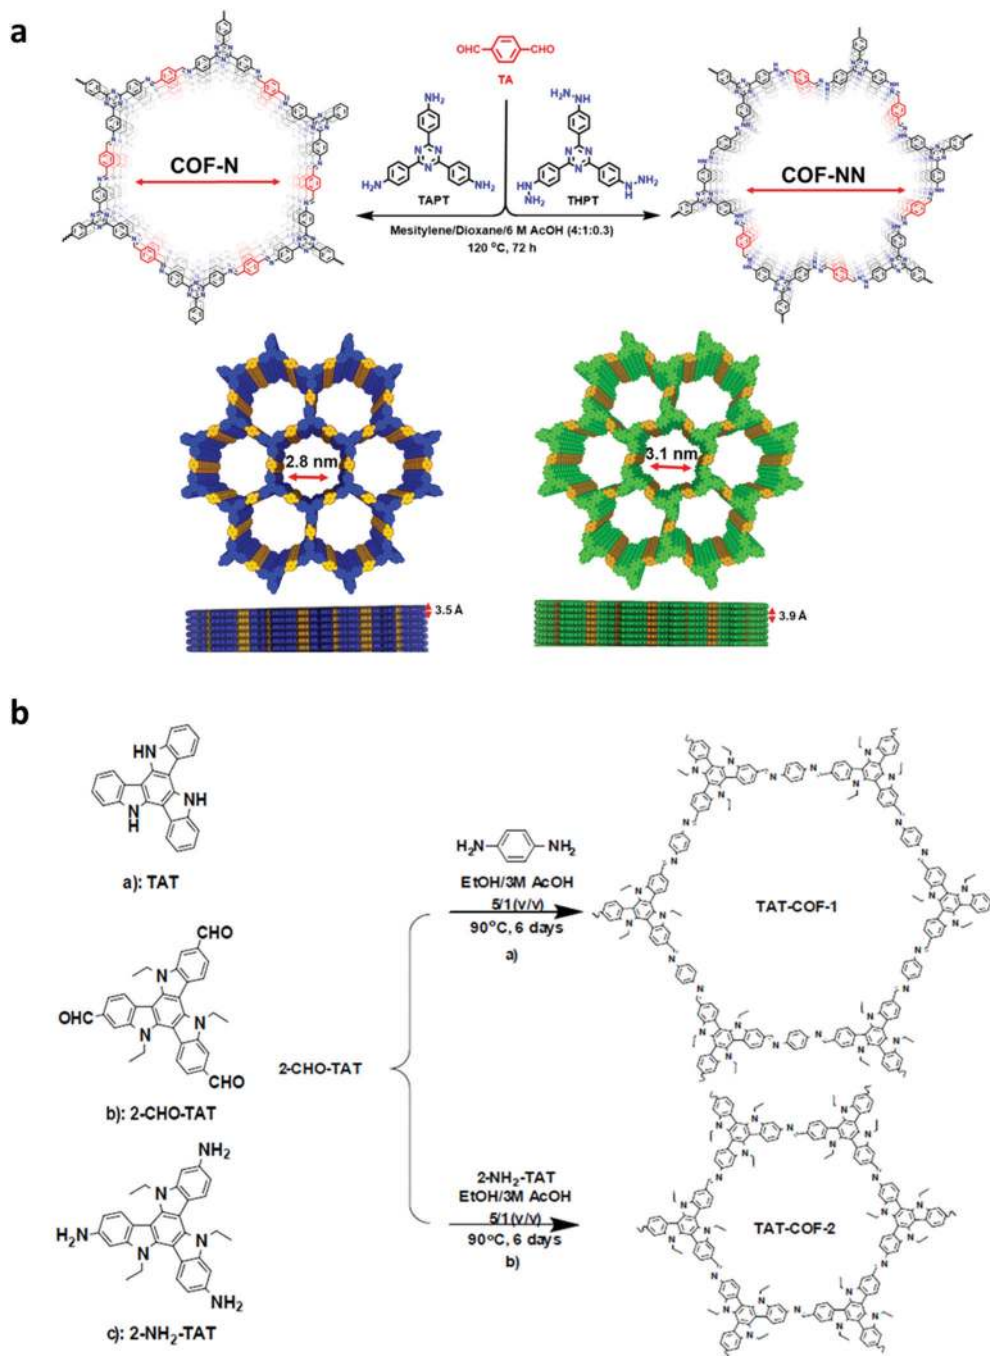 a
OHC
CHO
TA
NH₂
H₂N
NH₂
TAPT
H₂N
NH
HN
NH₂
N
H
NH₂
THPT
Mesitylene/Dioxane/6 M AcOH (4:1:0.3)
120 °C, 72 h
COF-N
COF-NN
2.8 nm
3.1 nm
3.5 Å
3.9 Å
b
HN
NH
N
H
a): TAT
CHO
OHC
N
N
N
CHO
b): 2-CHO-TAT
NH₂
H₂N
N
N
N
NH₂
c): 2-NH₂-TAT
2-CHO-TAT
H₂N
NH₂
EtOH/3M AcOH
5/1(v/v)
90°C, 6 days
a)
2-NH₂-TAT
EtOH/3M AcOH
5/1(v/v)
90°C, 6 days
b)
TAT-COF-1
TAT-COF-2